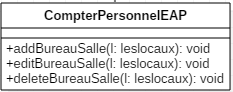 CompterPersonnelEAP
+addBureauSalle(l: leslocaux): void
+editBureauSalle(l: leslocaux): void
+deleteBureauSalle(l: leslocaux): void